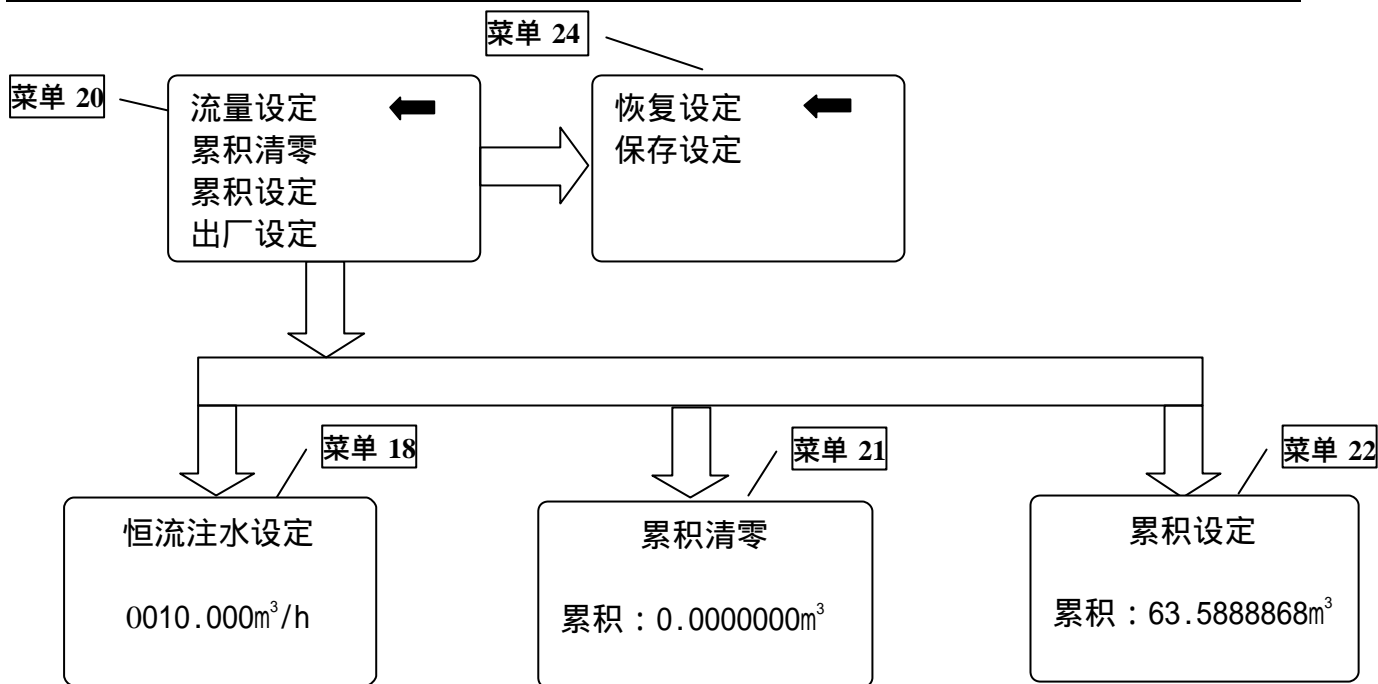 菜单 24
菜单 20
流量设定
累积清零
累积设定
出厂设定
恢复设定
保存设定
菜单 18
菜单 21
菜单 22
恒流注水设定
0010.000m³/h
累积清零
累积：0.0000000m³
累积设定
累积：63.5888868m³